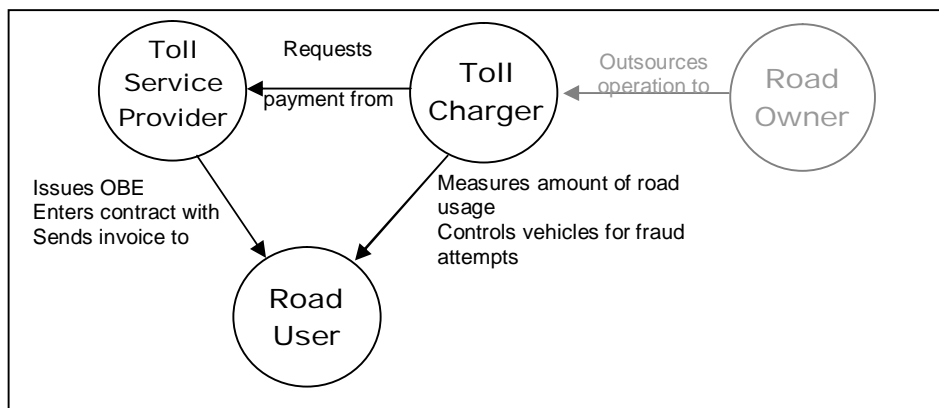 Toll
Service
Provider
Requests
payment from
Toll
Charger
Outsources
operation to
Road
Owner
Issues OBE
Enters contract with
Sends invoice to
Measures amount of road
usage
Controls vehicles for fraud
attempts
Road
User